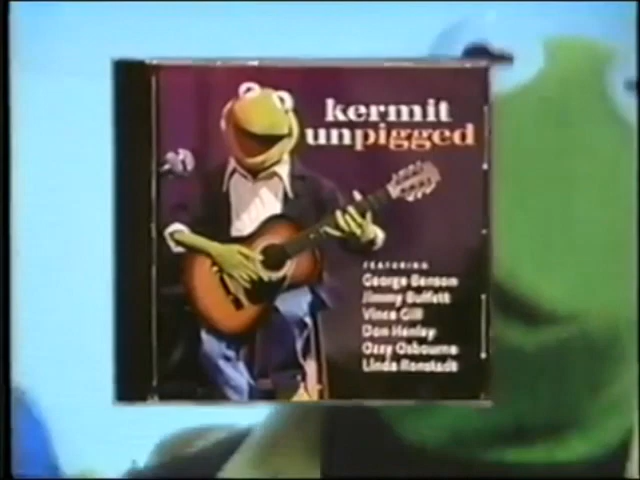 kermit
unpigged
FEATURING
George Benson
Jimmy Buffett
Vince Gill
Don Henley
Ozzy Osbourne
Linda Ronstadt